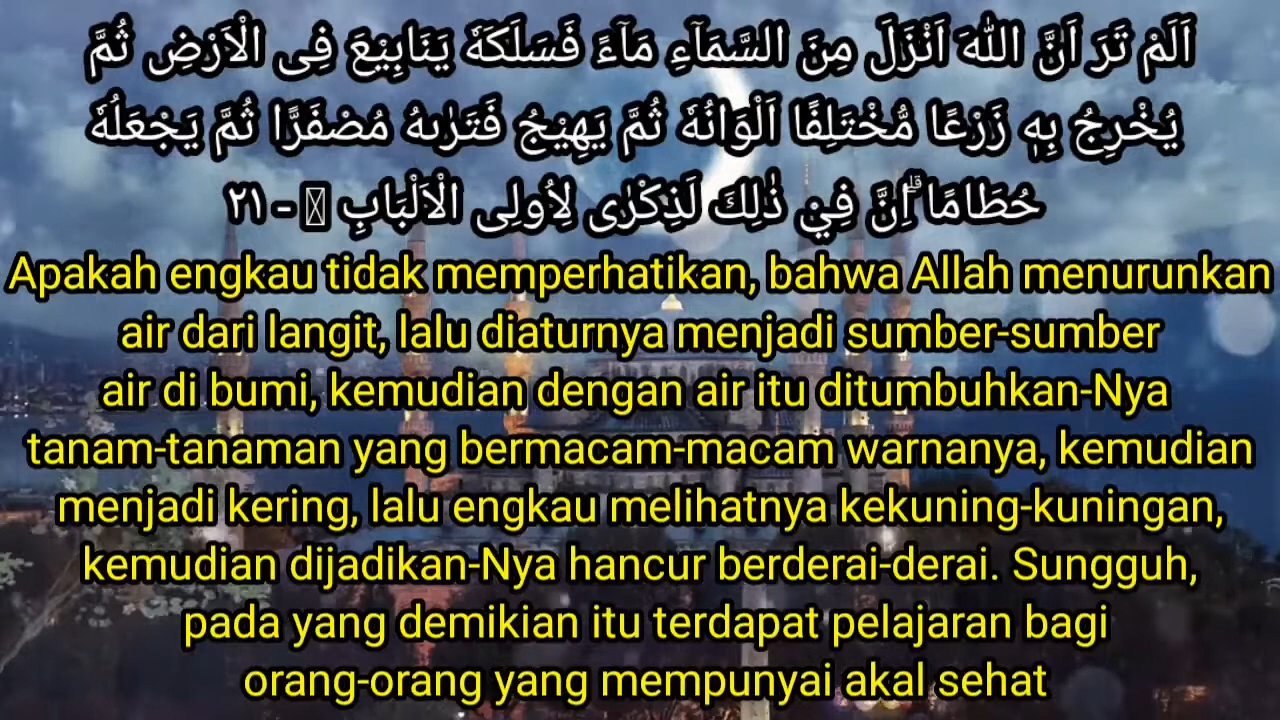 اَلَمْ تَرَ اَنَّ اللّٰهَ اَنْزَلَ مِنَ السَّمَاۤءِ مَاۤءً فَسَلَكَهٗ يَنَابِيْعَ فِى الْاَرْضِ ثُمَّ
يُخْرِجُ بِهٖ زَرْعًا مُّخْتَلِفًا اَلْوَانُهٗ ثُمَّ يَهِيْجُ فَتَرٰىهُ مُصْفَرًّا ثُمَّ يَجْعَلُهٗ
حُطَامًا ۗاِنَّ فِيْ ذٰلِكَ لَذِكْرٰى لِاُولِى الْاَلْبَابِ - ٢١
Apakah engkau tidak memperhatikan, bahwa Allah menurunkan
air dari langit, lalu diaturnya menjadi sumber-sumber
air di bumi, kemudian dengan air itu ditumbuhkan-Nya
tanam-tanaman yang bermacam-macam warnanya, kemudian
menjadi kering, lalu engkau melihatnya kekuning-kuningan,
kemudian dijadikan-Nya hancur berderai-derai. Sungguh,
pada yang demikian itu terdapat pelajaran bagi
orang-orang yang mempunyai akal sehat